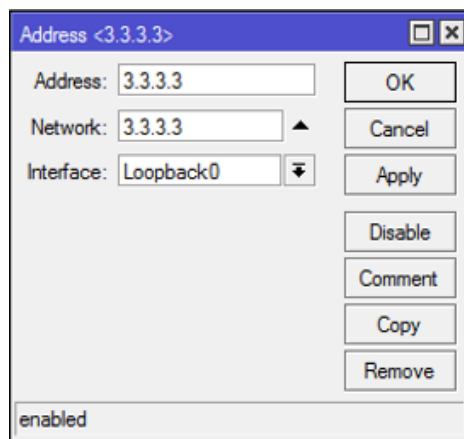 Address <3.3.3.3>
Address: 3.3.3.3
OK
Network: 3.3.3.3
Cancel
Interface: Loopback0
Apply
Disable
Comment
Copy
Remove
enabled